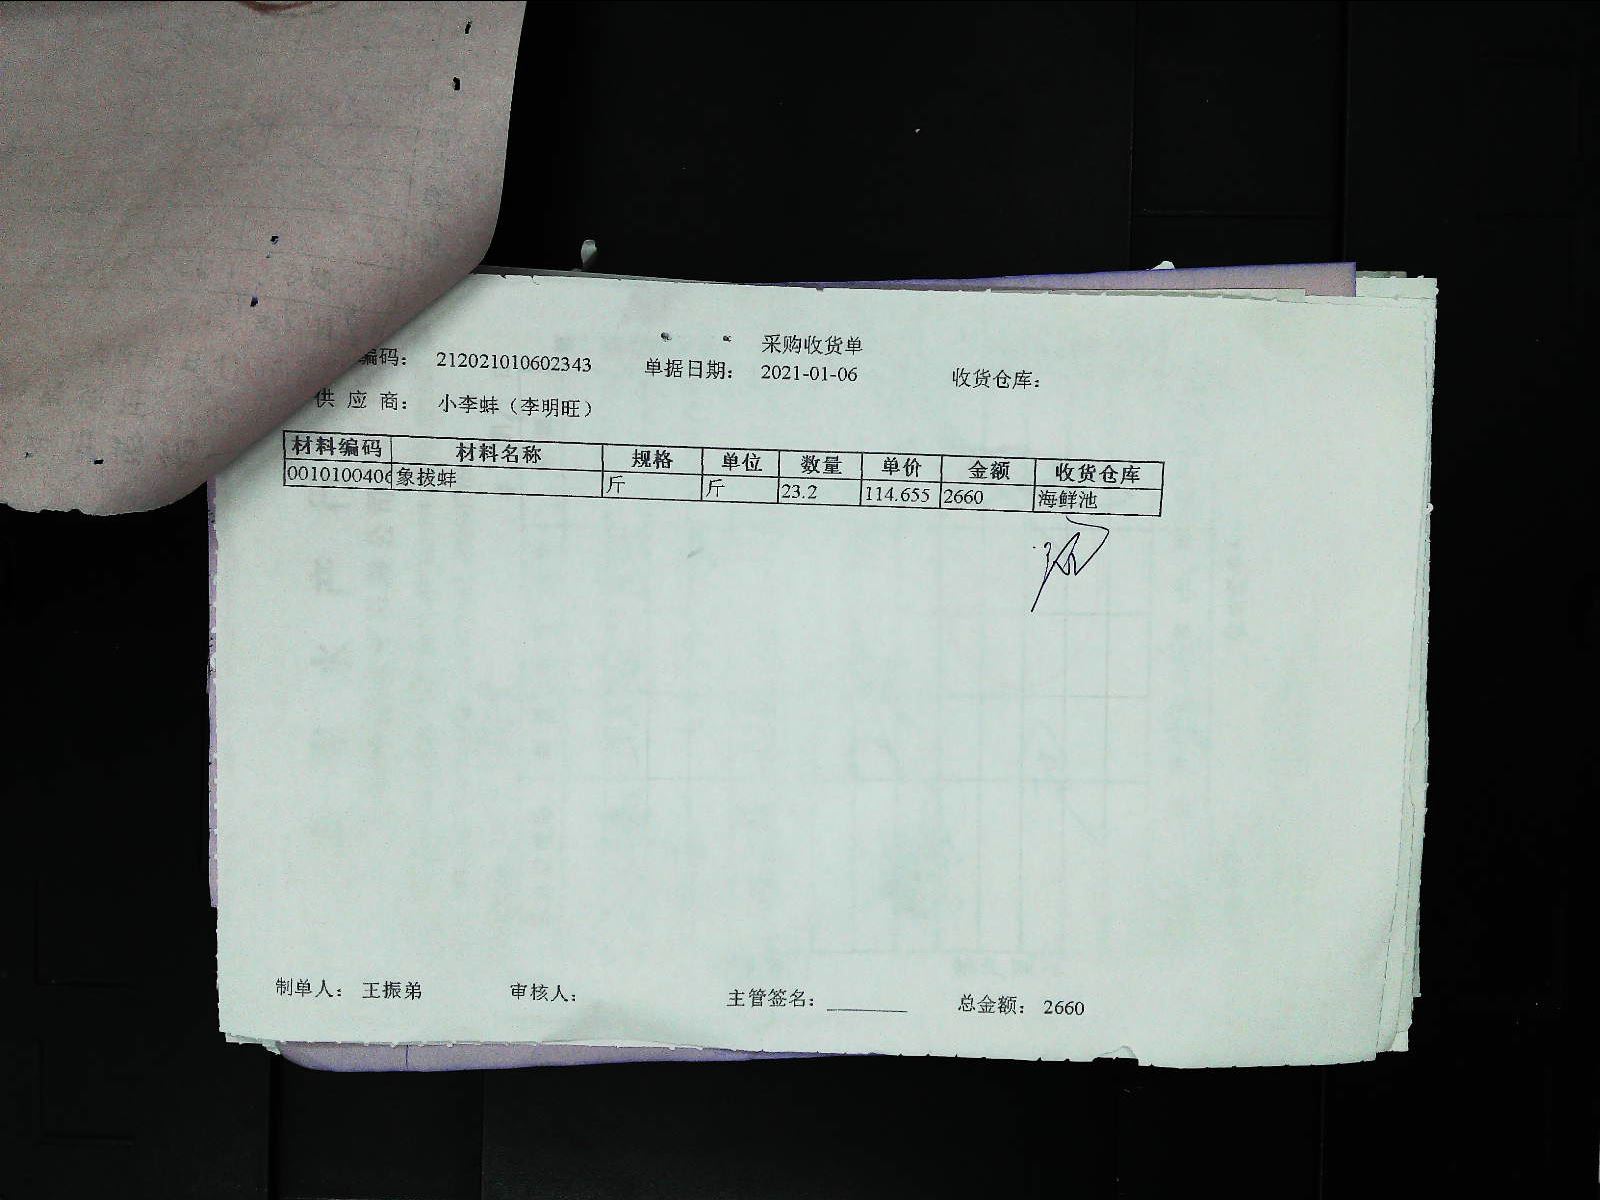 采购收货单
编码： 212021010602343 单据日期： 2021-01-06 收货仓库：
供 应 商： 小李蚌（李明旺）
材料编码 材料名称 规格 单位 数量 单价 金额 收货仓库
0010100406 象拔蚌 斤 斤 23.2 114.655 2660 海鲜池
制单人： 王振弟 审核人： 主管签名： 总金额： 2660